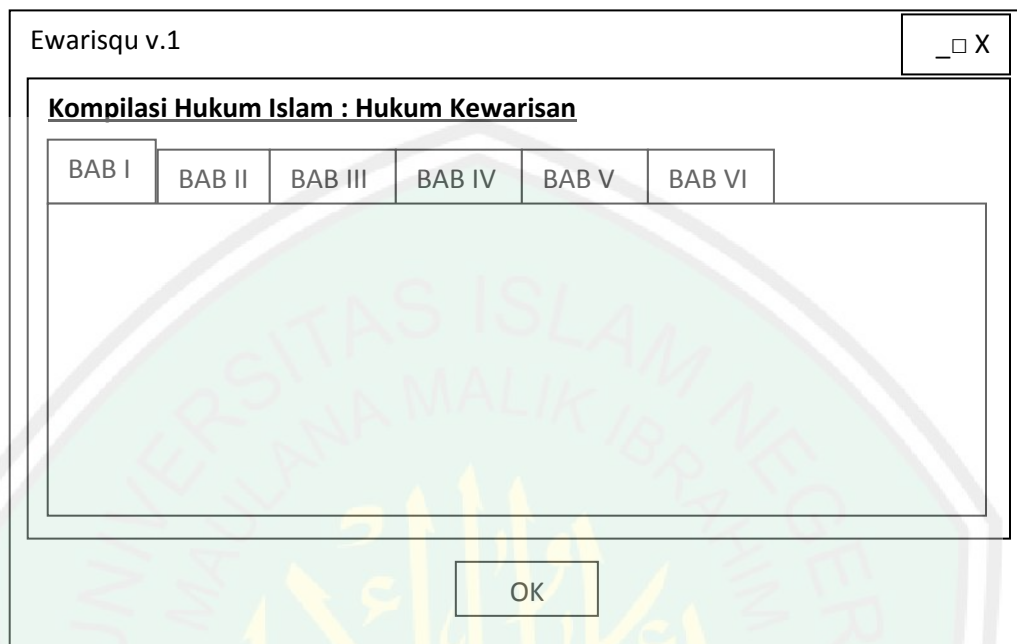 Ewarisqu v.1
_□ X
Kompilasi Hukum Islam : Hukum Kewarisan
BAB I BAB II BAB III BAB IV BAB V BAB VI
UNIVERSITAS ISLAM NEGER
MAULANA MALIK IBRAHIM
OK